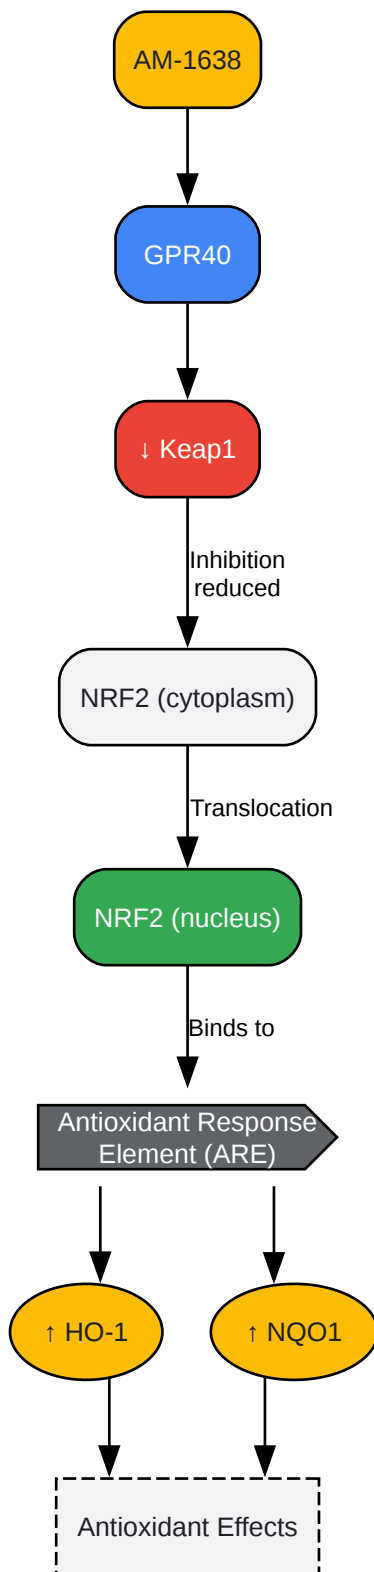 AM-1638
GPR40
↓ Keap1
Inhibition
reduced
NRF2 (cytoplasm)
Translocation
NRF2 (nucleus)
Binds to
Antioxidant Response
Element (ARE)
↑ HO-1
↑ NQO1
Antioxidant Effects